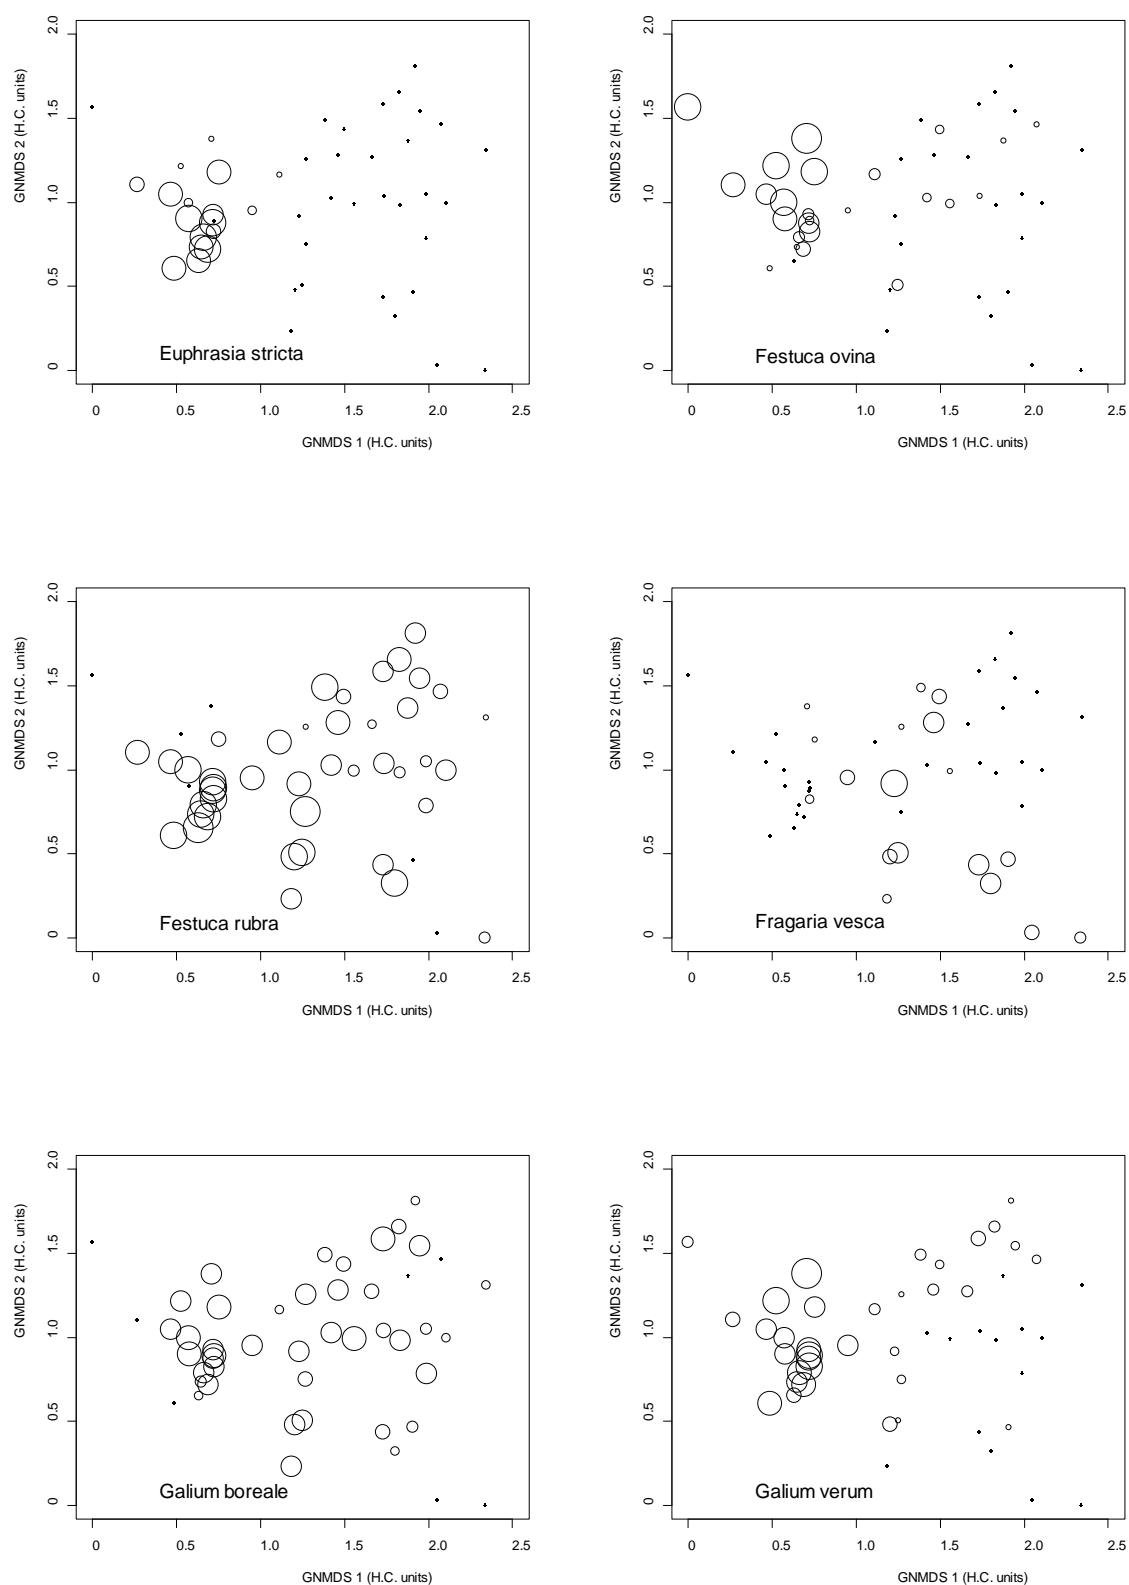 2.0
1.5
1.0
0.5
0
GNMDS 2 (H.C. units)
Euphrasia stricta
0 0.5 1.0 1.5 2.0 2.5
GNMDS 1 (H.C. units)
2.0
1.5
1.0
0.5
0
GNMDS 2 (H.C. units)
Festuca ovina
0 0.5 1.0 1.5 2.0 2.5
GNMDS 1 (H.C. units)
2.0
1.5
1.0
0.5
0
GNMDS 2 (H.C. units)
Festuca rubra
0 0.5 1.0 1.5 2.0 2.5
GNMDS 1 (H.C. units)
2.0
1.5
1.0
0.5
0
GNMDS 2 (H.C. units)
Fragaria vesca
0 0.5 1.0 1.5 2.0 2.5
GNMDS 1 (H.C. units)
2.0
1.5
1.0
0.5
0
GNMDS 2 (H.C. units)
Galium boreale
0 0.5 1.0 1.5 2.0 2.5
GNMDS 1 (H.C. units)
2.0
1.5
1.0
0.5
0
GNMDS 2 (H.C. units)
Galium verum
0 0.5 1.0 1.5 2.0 2.5
GNMDS 1 (H.C. units)